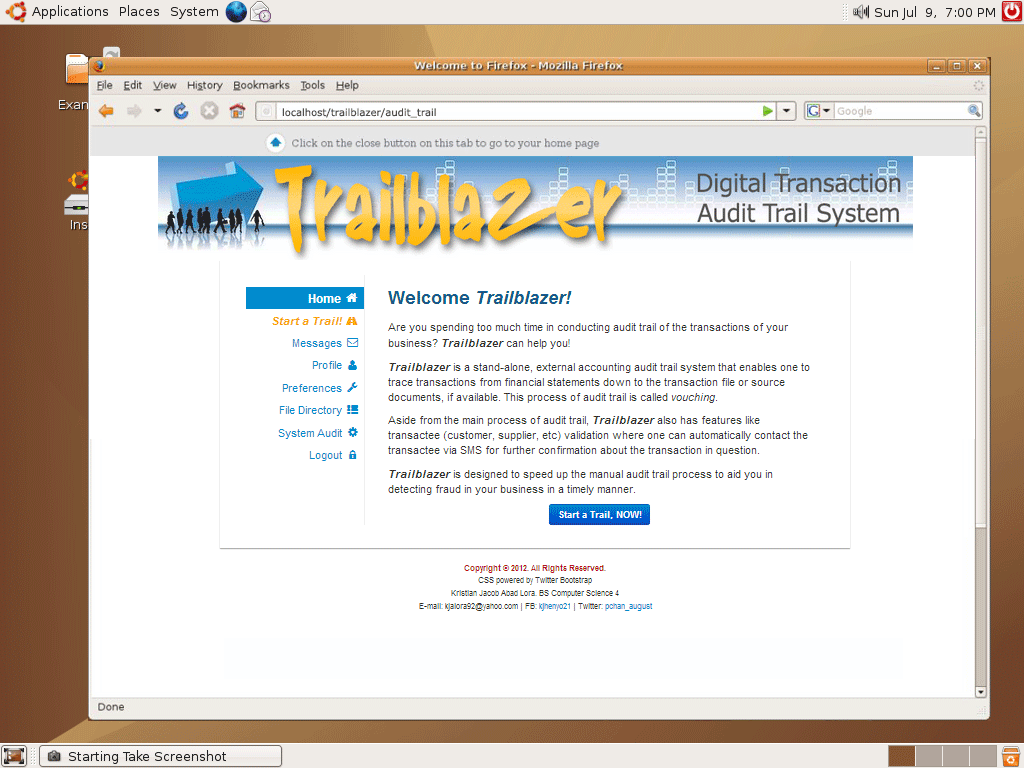 Applications Places System Sun Jul 9, 7:00 PM
Exam
Ins
Welcome to Firefox - Mozilla Firefox
File Edit View History Bookmarks Tools Help
localhost/trailblazer/audit_trail G Google
Click on the close button on this tab to go to your home page
Trailblazer
Digital Transaction
Audit Trail System
Home
Start a Trail!
Messages
Profile
Preferences
File Directory
System Audit
Logout
Welcome Trailblazer!
Are you spending too much time in conducting audit trail of the transactions of your
business? Trailblazer can help you!
Trailblazer is a stand-alone, external accounting audit trail system that enables one to
trace transactions from financial statements down to the transaction file or source
documents, if available. This process of audit trail is called vouching.
Aside from the main process of audit trail, Trailblazer also has features like
transactee (customer, supplier, etc) validation where one can automatically contact the
transactee via SMS for further confirmation about the transaction in question.
Trailblazer is designed to speed up the manual audit trail process to aid you in
detecting fraud in your business in a timely manner.
Start a Trail, NOW!
Copyright © 2012. All Rights Reserved.
CSS powered by Twitter Bootstrap
Kristian Jacob Abad Lora. BS Computer Science 4
E-mail: kjalora92@yahoo.com | FB: kjhenyo21 | Twitter: pchan_august
Done
Starting Take Screenshot